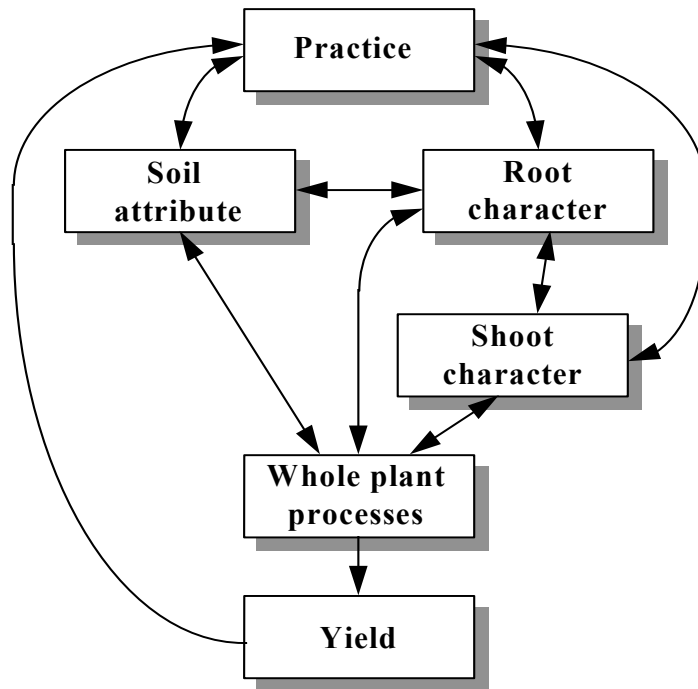 Practice
Soil
attribute
Root
character
Shoot
character
Whole plant
processes
Yield